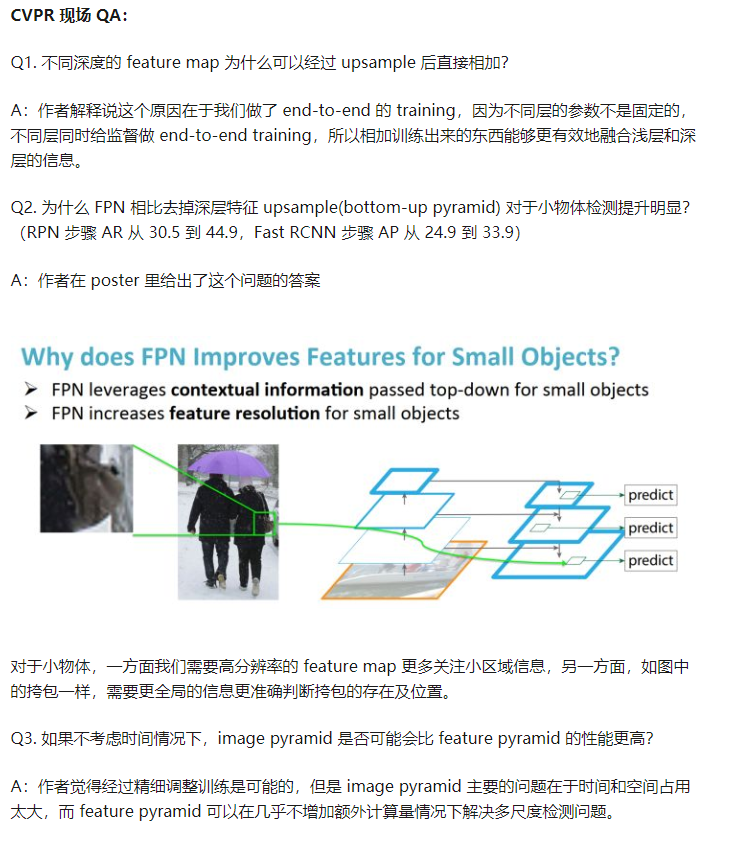 CVPR 现场 QA：
Q1. 不同深度的 feature map 为什么可以经过 upsample 后直接相加？
A：作者解释说这个原因在于我们做了 end-to-end 的 training，因为不同层的参数不是固定的，
不同层同时给监督做 end-to-end training，所以相加训练出来的东西能够更有效地融合浅层和深
层的信息。
Q2. 为什么 FPN 相比去掉深层特征 upsample(bottom-up pyramid) 对于小物体检测提升明显？
（RPN 步骤 AR 从 30.5 到 44.9，Fast RCNN 步骤 AP 从 24.9 到 33.9）
A：作者在 poster 里给出了这个问题的答案
Why does FPN Improves Features for Small Objects?
➢ FPN leverages contextual information passed top-down for small objects
➢ FPN increases feature resolution for small objects
predict
predict
predict
对于小物体，一方面我们需要高分辨率的 feature map 更多关注小区域信息，另一方面，如图中
的挎包一样，需要更全局的信息更准确判断挎包的存在及位置。
Q3. 如果不考虑时间情况下，image pyramid 是否可能会比 feature pyramid 的性能更高？
A：作者觉得经过精细调整训练是可能的，但是 image pyramid 主要的问题在于时间和空间占用
太大，而 feature pyramid 可以在几乎不增加额外计算量情况下解决多尺度检测问题。